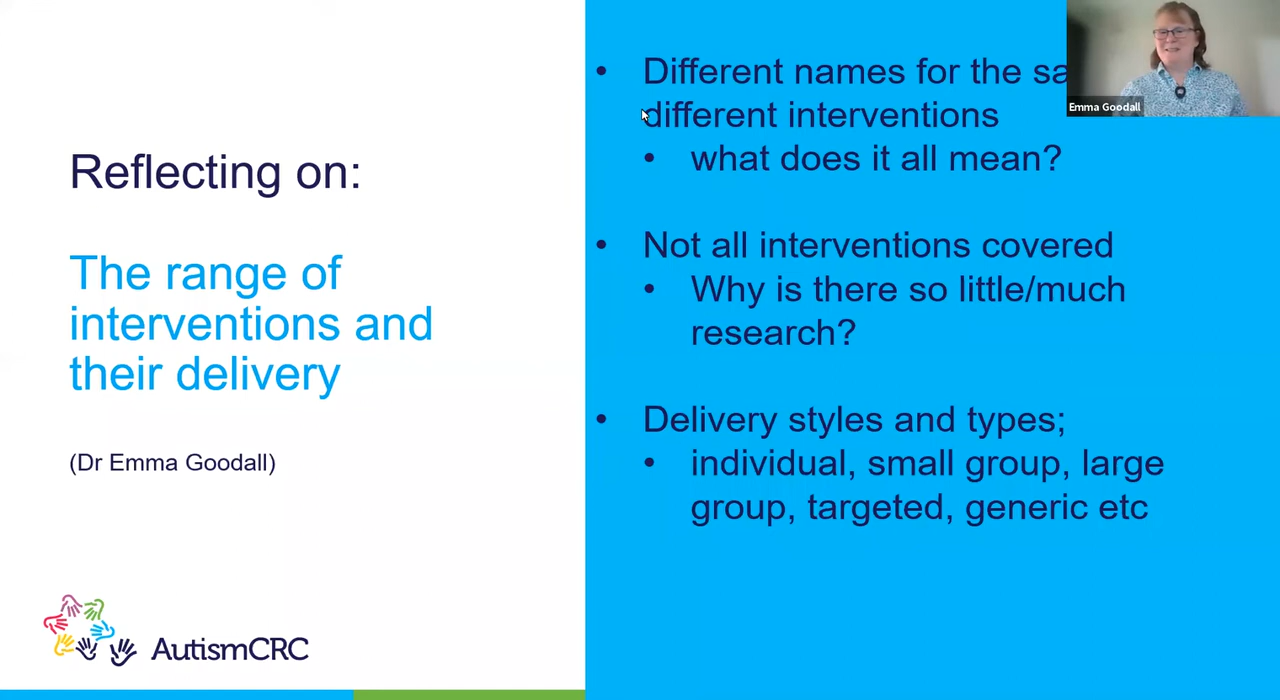 Reflecting on:
The range of
interventions and
their delivery
(Dr Emma Goodall)
AutismCRC
• Different names for the
different interventions
• what does it all mean?
• Not all interventions covered
• Why is there so little/much
research?
• Delivery styles and types;
• individual, small group, large
group, targeted, generic etc
Emma Goodall